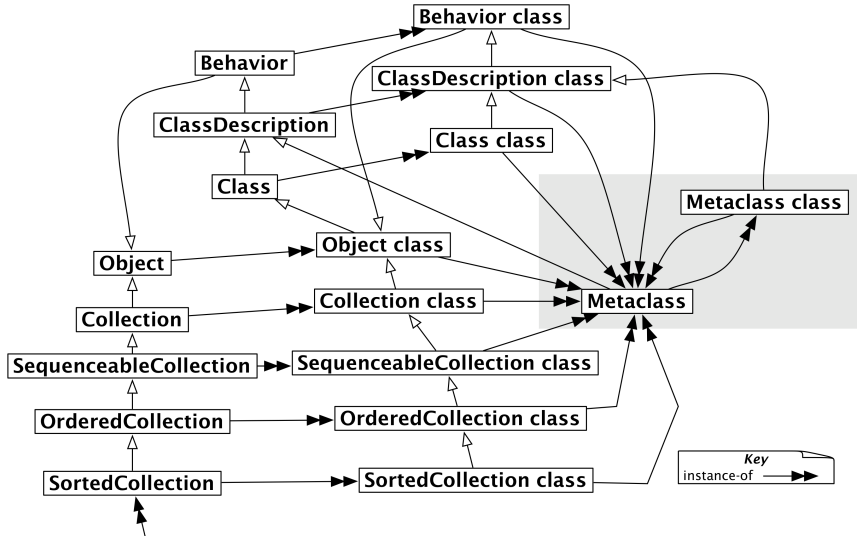 Behavior class
Behavior
ClassDescription class
ClassDescription
Class class
Class
Metaclass class
Object class
Object
Collection class
Metaclass
Collection
SequenceableCollection
SequenceableCollection class
OrderedCollection
OrderedCollection class
SortedCollection
SortedCollection class
Key
instance-of